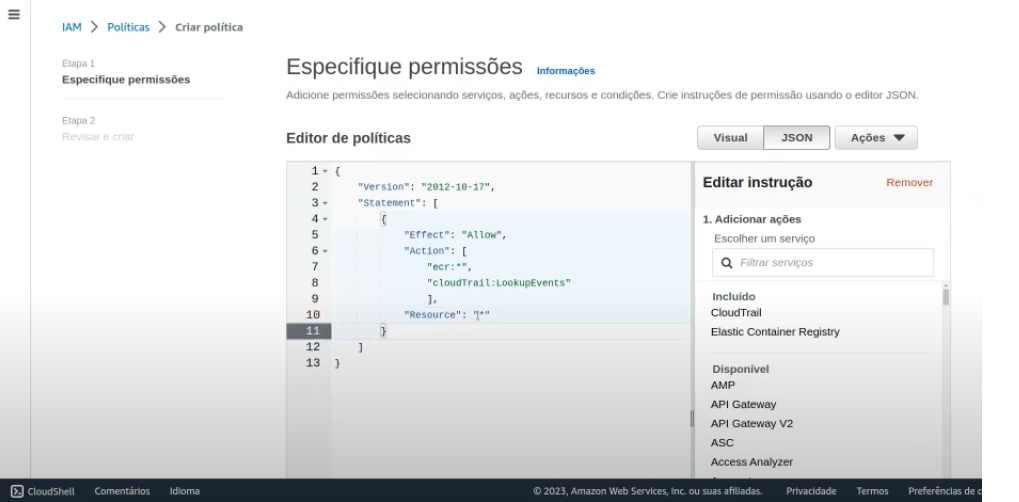 IAM > Políticas > Criar política
Etapa 1
Especifique permissões
Etapa 2
Revisar e criar
Especifique permissões Informações
Adicione permissões selecionando serviços, ações, recursos e condições. Crie instruções de permissão usando o editor JSON.
Editor de políticas
Visual JSON Ações
1 {
2 "Version": "2012-10-17",
3 "Statement": [
4 {
5 "Effect": "Allow",
6 "Action": [
7 "ecr:*",
8 "cloudTrail:LookupEvents"
9 ],
10 "Resource": "*"
11 }
12 ]
13 }
Editar instrução Remover
1. Adicionar ações
Escolher um serviço
Filtrar serviços
Incluído
CloudTrail
Elastic Container Registry
Disponível
AMP
API Gateway
API Gateway V2
ASC
Access Analyzer
CloudShell Comentários Idioma © 2023, Amazon Web Services, Inc. ou suas afiliadas. Privacidade Termos Preferências de c